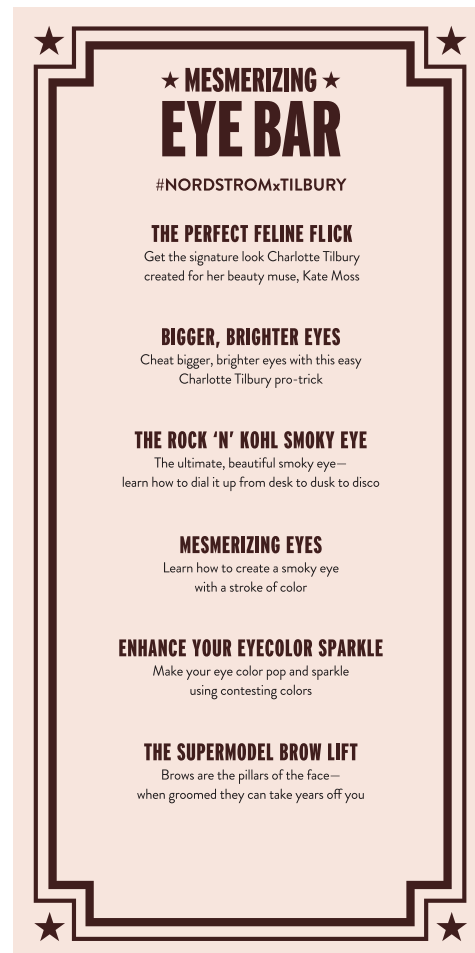 ★ MESMERIZING ★
EYE BAR
#NORDSTROMxTILBURY
THE PERFECT FELINE FLICK
Get the signature look Charlotte Tilbury
created for her beauty muse, Kate Moss
BIGGER, BRIGHTER EYES
Cheat bigger, brighter eyes with this easy
Charlotte Tilbury pro-trick
THE ROCK ‘N’ KOHL SMOKY EYE
The ultimate, beautiful smoky eye—
learn how to dial it up from desk to dusk to disco
MESMERIZING EYES
Learn how to create a smoky eye
with a stroke of color
ENHANCE YOUR EYECOLOR SPARKLE
Make your eye color pop and sparkle
using contesting colors
THE SUPERMODEL BROW LIFT
Brows are the pillars of the face—
when groomed they can take years off you